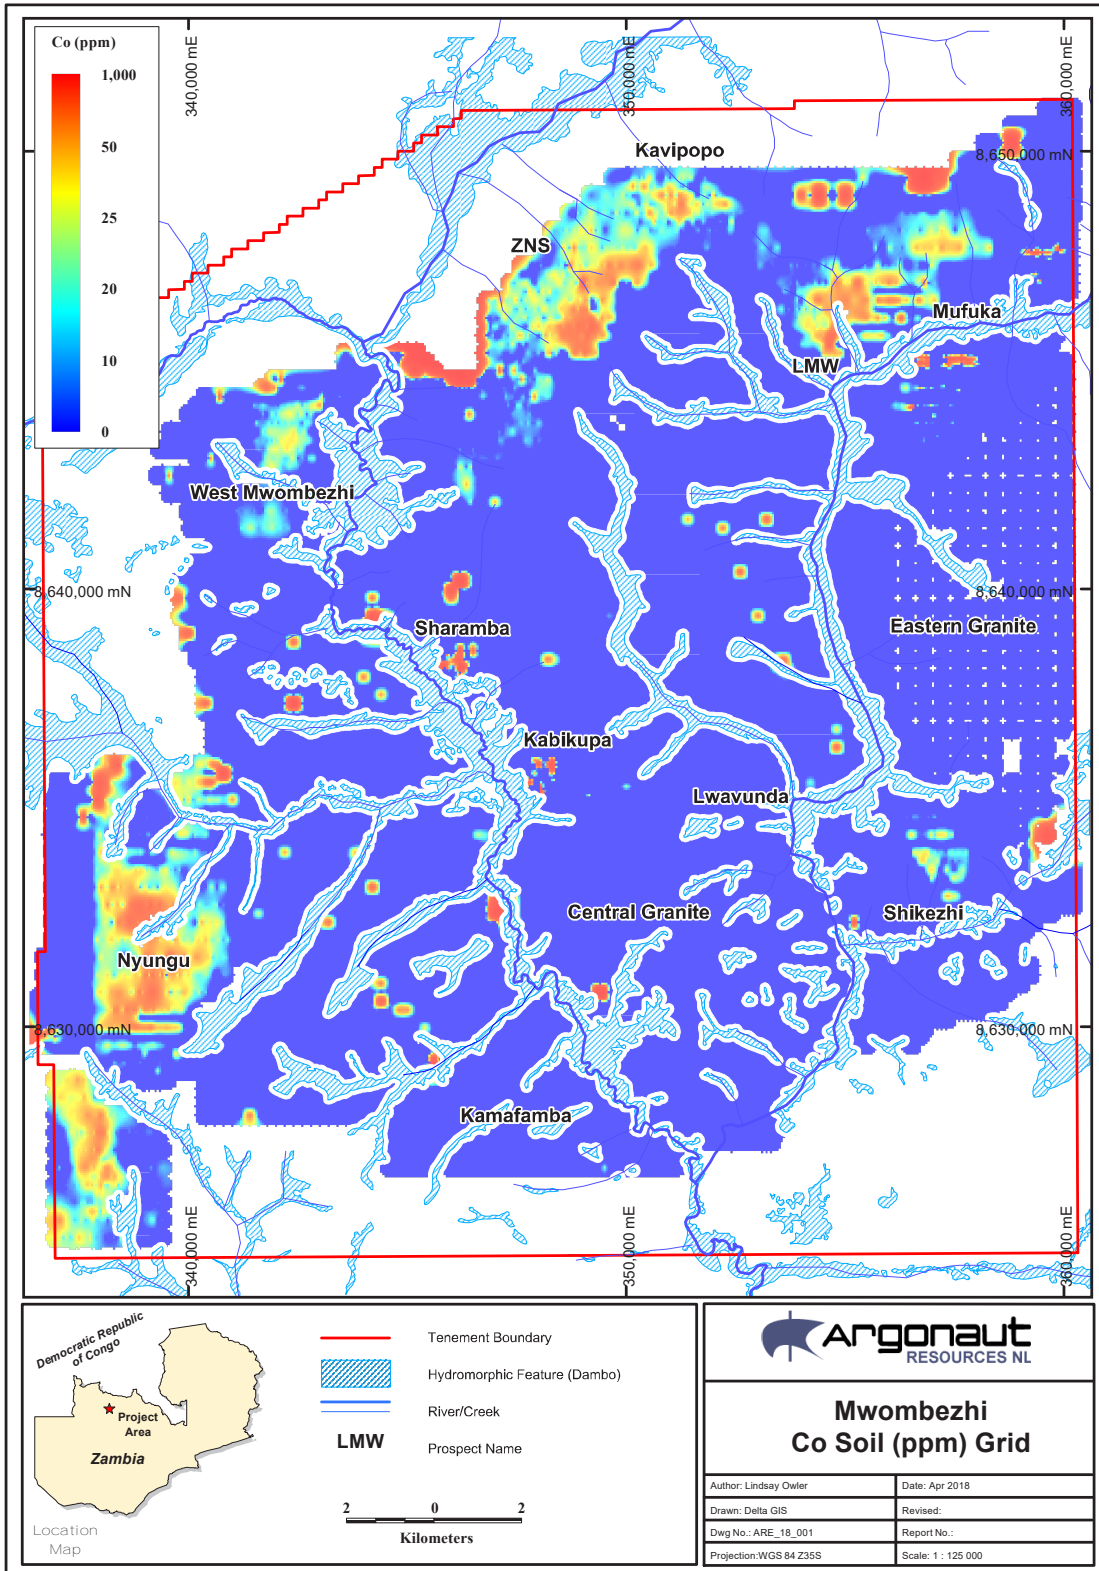 Co (ppm)
1,000
100
50
25
20
10
0
340,000 mE
350,000 mE
360,000 mE
Kavipopo
8,650,000 mN
ZNS
Mufuka
LMW
West Mwombezhi
8,640,000 mN
8,640,000 mN
Sharamba
Eastern Granite
Kabikupa
Lwavunda
Central Granite
Shikezhi
Nyungu
8,630,000 mN
8,630,000 mN
Kamafamba
340,000 mE
350,000 mE
360,000 mE
Democratic Republic
of Congo
Project
Area
Zambia
Location
Map
Tenement Boundary
Hydromorphic Feature (Dambo)
River/Creek
LMW Prospect Name
2 0 2
Kilometers
Argonaut
RESOURCES NL
Mwombezhi
Co Soil (ppm) Grid
Author: Lindsay Owler
Date: Apr 2018
Drawn: Delta GIS
Revised:
Dwg No.: ARE_18_001
Report No.:
Projection:WGS 84 Z35S
Scale: 1 : 125 000